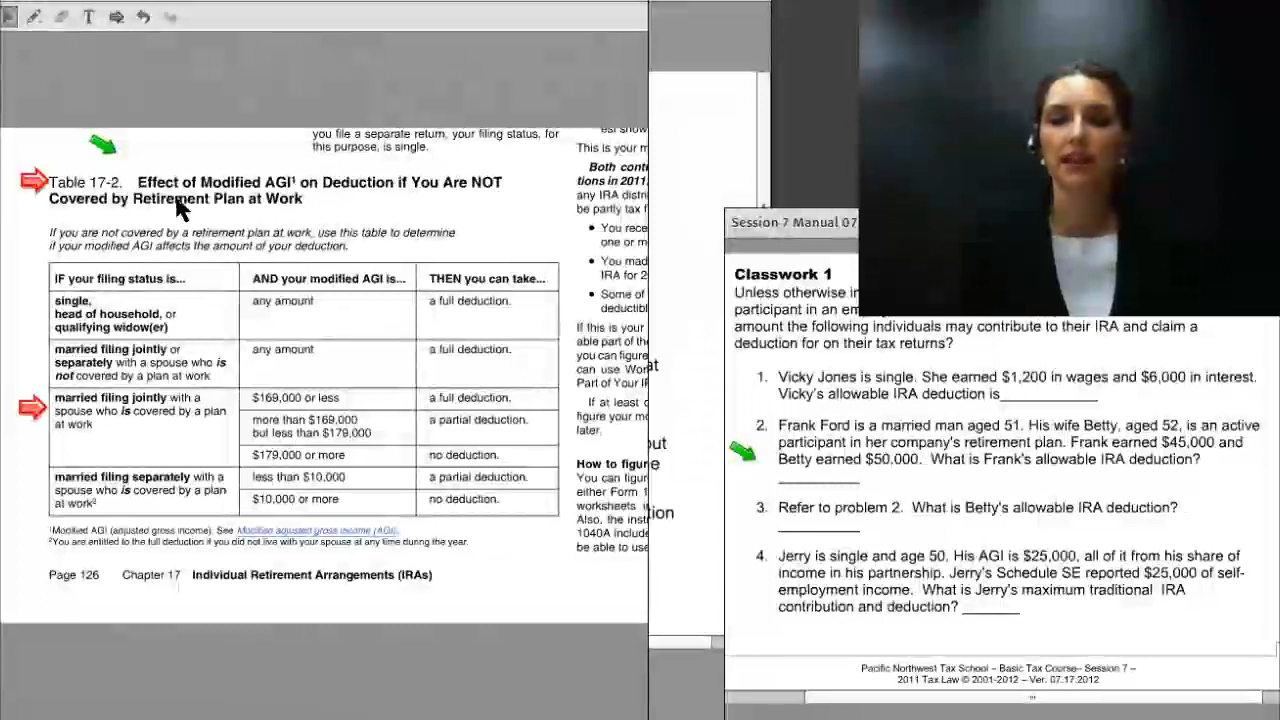 you file a separate return, your filing status, for
this purpose, is single.
Table 17-2. Effect of Modified AGI¹ on Deduction if You Are NOT
Covered by Retirement Plan at Work
If you are not covered by a retirement plan at work, use this table to determine
if your modified AGI affects the amount of your deduction.
IF your filing status is... AND your modified AGI is... THEN you can take...
single, any amount a full deduction.
head of household, or
qualifying widow(er)
married filing jointly or any amount a full deduction.
separately with a spouse who is
not covered by a plan at work
married filing jointly with a $169,000 or less a full deduction.
spouse who is covered by a plan
at work
more than $169,000 a partial deduction.
but less than $179,000
$179,000 or more no deduction.
married filing separately with a less than $10,000 a partial deduction.
spouse who is covered by a plan
at work²
$10,000 or more no deduction.
¹Modified AGI (adjusted gross income). See Modified adjusted gross income (AGI).
²You are entitled to the full deduction if you did not live with your spouse at any time during the year.
Page 126 Chapter 17 Individual Retirement Arrangements (IRAs)
This is your m
Both cont
tions in 2011.
any IRA distri
be partly tax f
• You rece
one or m
• You mad
IRA for 2
• Some of
deductibl
If this is your
able part of th
you can figure
can use Wor
Part of Your IF
If at least c
figure your mo
later.
How to figur
You can figur
either Form 1
worksheets i
Also, the inst
1040A include
be able to use
at
out
e
tion
Session 7 Manual 07
Classwork 1
Unless otherwise in
participant in an em
amount the following individuals may contribute to their IRA and claim a
deduction for on their tax returns?
1. Vicky Jones is single. She earned $1,200 in wages and $6,000 in interest.
Vicky's allowable IRA deduction is____________
2. Frank Ford is a married man aged 51. His wife Betty, aged 52, is an active
participant in her company's retirement plan. Frank earned $45,000 and
Betty earned $50,000. What is Frank's allowable IRA deduction?
__________
3. Refer to problem 2. What is Betty's allowable IRA deduction?
__________
4. Jerry is single and age 50. His AGI is $25,000, all of it from his share of
income in his partnership. Jerry's Schedule SE reported $25,000 of self-
employment income. What is Jerry's maximum traditional IRA
contribution and deduction? _______
Pacific Northwest Tax School – Basic Tax Course– Session 7 –
2011 Tax Law © 2001-2012 – Ver. 07.17.2012